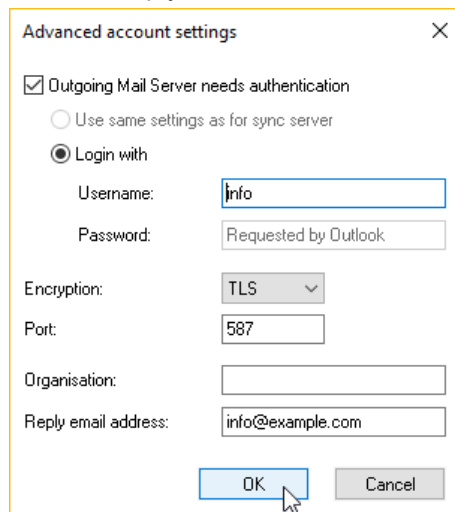 Advanced account settings
Outgoing Mail Server needs authentication
Use same settings as for sync server
Login with
Username: info
Password: Requested by Outlook
Encryption: TLS
Port: 587
Organisation:
Reply email address: info@example.com
OK Cancel